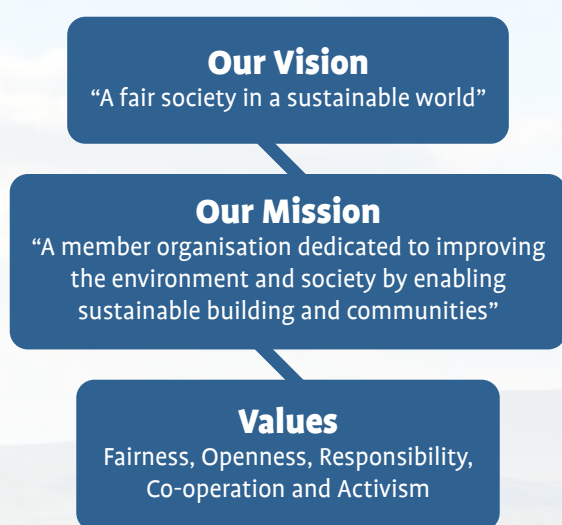 Our Vision
“A fair society in a sustainable world”
Our Mission
“A member organisation dedicated to improving
the environment and society by enabling
sustainable building and communities”
Values
Fairness, Openness, Responsibility,
Co-operation and Activism